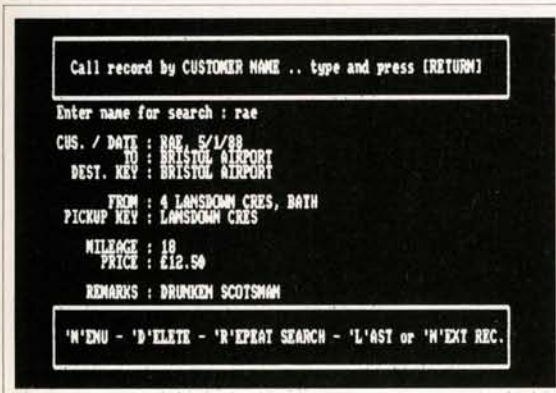 Call record by CUSTOMER NAME .. type and press [RETURN]
Enter name for search : rae
CUS. / DATE : RAE, 5/1/88
TO : BRISTOL AIRPORT
DEST. KEY : BRISTOL AIRPORT
FROM : 4 LANSDOWN CRES, BATH
PICKUP KEY : LANSDOWN CRES
MILEAGE : 18
PRICE : £12.50
REMARKS : DRUNKEN SCOTSMAN
'M'ENU - 'D'ELETE - 'R'EPEAT SEARCH - 'L'AST or 'N'EXT REC.